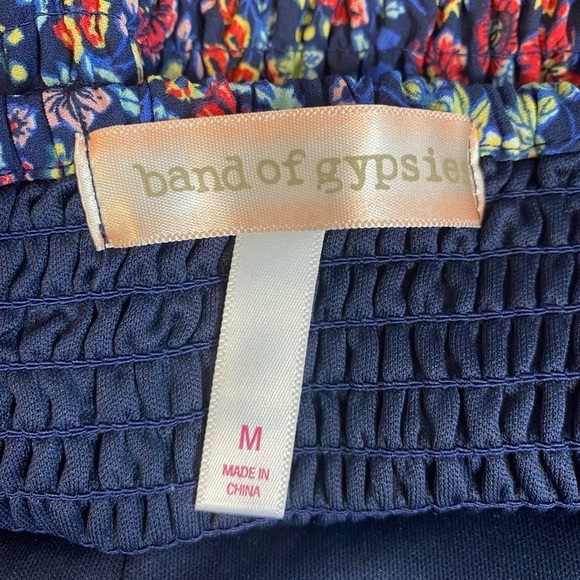 band of gypsies
M
MADE IN
CHINA